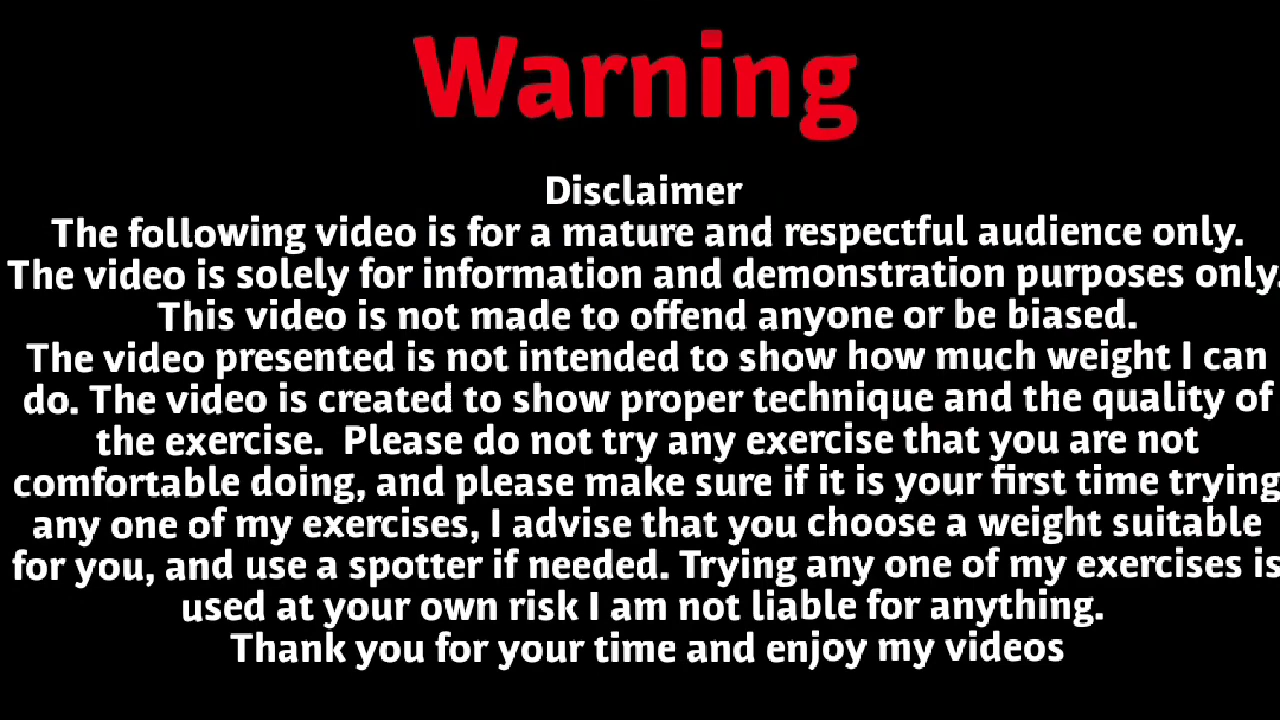 Warning
Disclaimer
The following video is for a mature and respectful audience only.
The video is solely for information and demonstration purposes only.
This video is not made to offend anyone or be biased.
The video presented is not intended to show how much weight I can
do. The video is created to show proper technique and the quality of
the exercise.  Please do not try any exercise that you are not
comfortable doing, and please make sure if it is your first time trying
any one of my exercises, I advise that you choose a weight suitable
for you, and use a spotter if needed. Trying any one of my exercises is
used at your own risk I am not liable for anything.
Thank you for your time and enjoy my videos